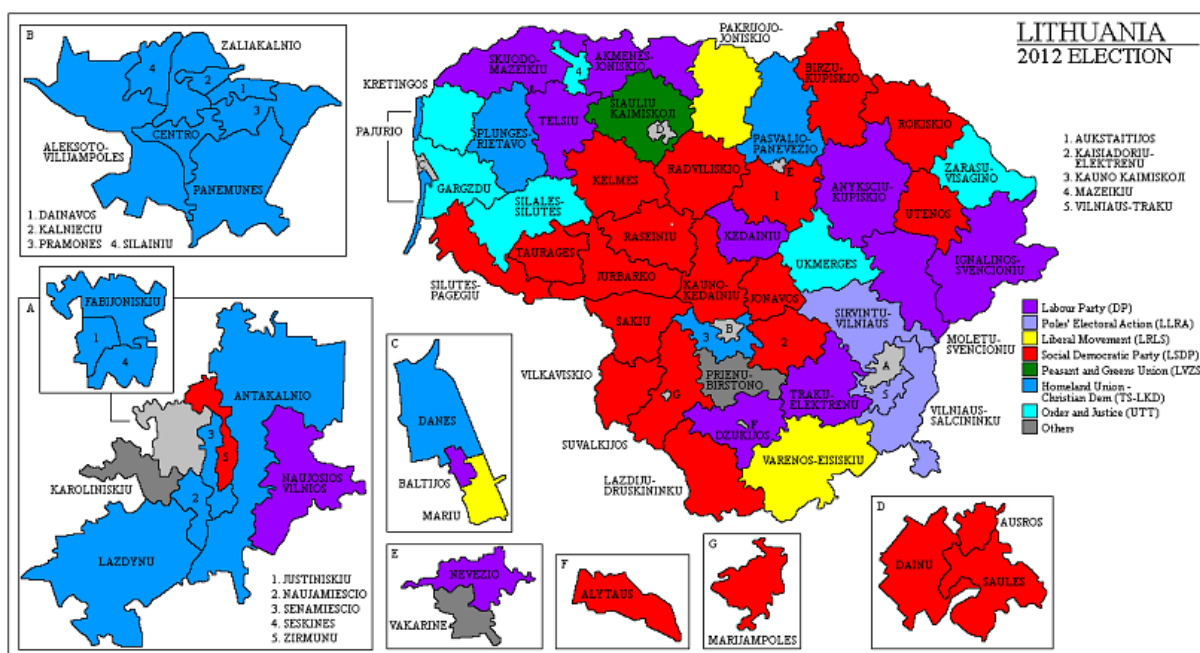 LITHUANIA
2012 ELECTION
B
ZALIAKALNIO
4
2
1
3
CENTRO
ALEKSOTO-
VILIJAMPOLES
PANEMUNES
1. DAINAVOS
2. KALNIECIU
3. PRAMONES 4. SILAINIU
KRETINGOS
PAJURIO
C
SKUODO-
MAZEIKIU
4
AKMENES-
JONISKIO
PAKRUOJO-
JONISKIO
BIRZU-
KUPISKIO
PLUNGES-
RIETAVO
TELSIU
SIAULIU
KAIMISKOJI
D
PASVALIO-
PANEVEZIO
E
ROKISKIO
ZARASU-
VISAGINO
GARGZDU
SILALES-
SILUTES
KELMES
RADVILISKIO
1
ANYKSCIU-
KUPISKIO
UTENOS
TAURAGES
RASEINIU
KEDAINIU
UKMERGES
IGNALINOS-
SVENCIONIU
SILUTES-
PAGEGIU
JURBARKO
KAUNO-
KEDAINIU
JONAVOS
SIRVINTU-
VILNIAUS
MOLETU-
SVENCIONIU
SAKIU
3
B
2
A
5
VILKAVISKIO
G
PRIENU-
BIRSTONO
TRAKU-
ELEKTRENU
VILNIAUS-
SALCININKU
SUVALKIJOS
F
DZUKIJOS
VARENOS-EISISKIU
LAZDIJU-
DRUSKININKU
1. AUKSTAITIJOS
2. KAISIADORIU-
ELEKTRENU
3. KAUNO KAIMISKOJI
4. MAZEIKIU
5. VILNIAUS-TRAKU
Labour Party (DP)
Poles' Electoral Action (LLRA)
Liberal Movement (LRLS)
Social Democratic Party (LSDP)
Peasant and Greens Union (LVZS
Homeland Union -
Christian Dem (TS-LKD)
Order and Justice (UTT)
Others
A
FABIJONISKIU
1
4
ANTAKALNIO
3
5
KAROLINISKIU
NAUJOSIOS
VILNIOS
2
LAZDYNU
1. JUSTINISKIU
2. NAUJAMIESCIO
3. SENAMIESCIO
4. SESKINES
5. ZIRMUNU
C
DANES
BALTIJOS
MARIU
E
NEVEZIO
VAKARINE
F
ALYTAUS
G
MARIJAMPOLES
D
AUSROS
DAINU
SAULES